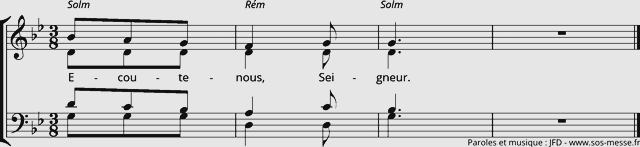 Solm Rém Solm
E - cou - te - nous, Sei - gneur.
Paroles et musique : JFD - www.sos-messe.fr